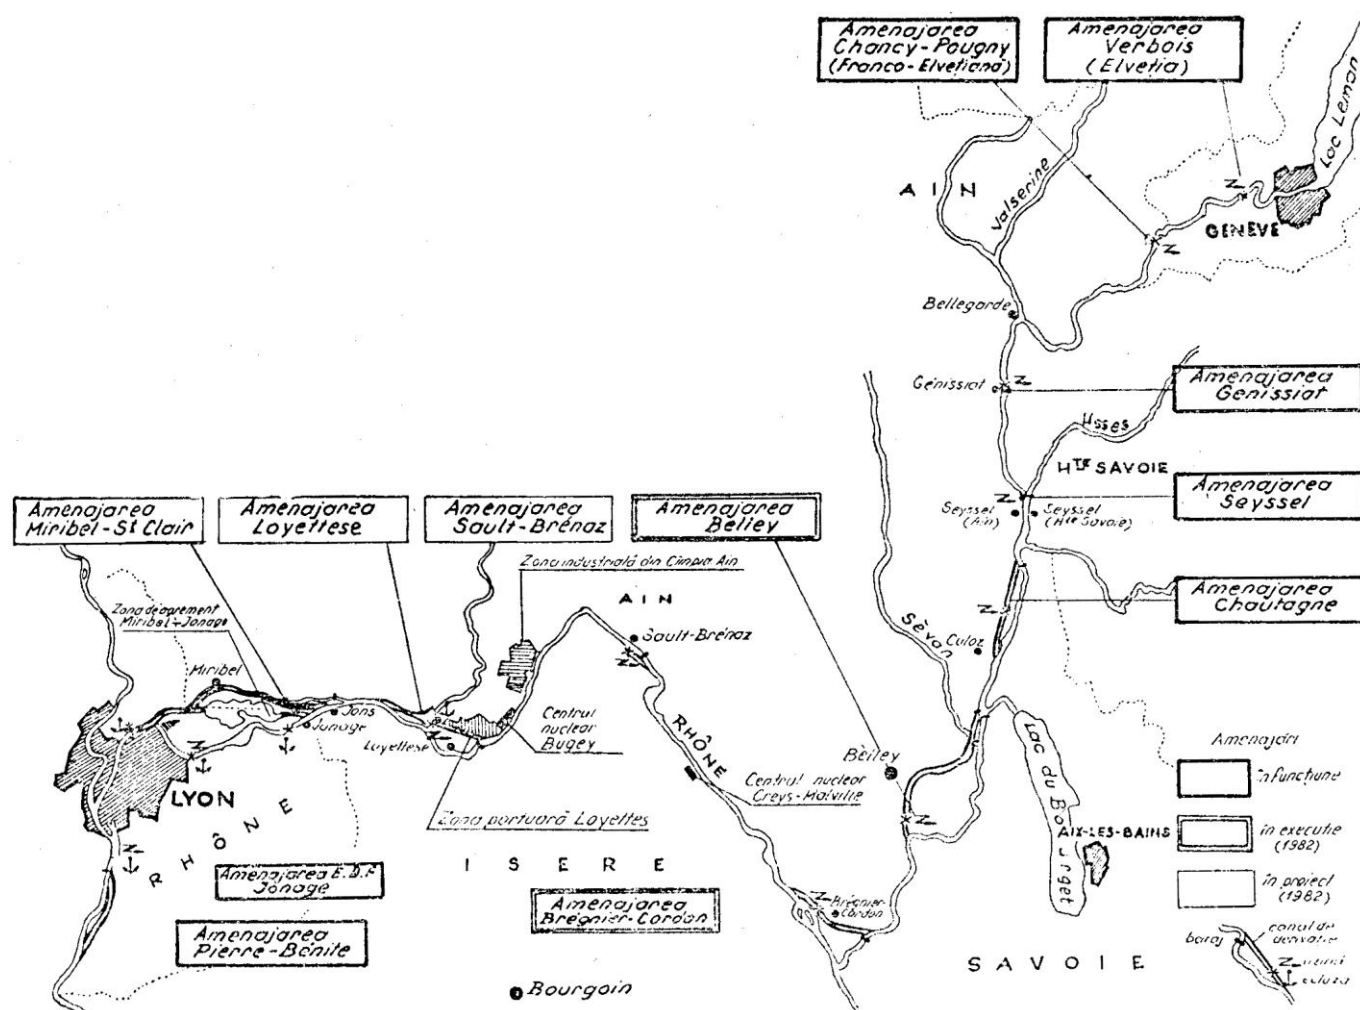 Amenajarea
Chancy-Pougny
(Franco-Elvețiană)
Amenajarea
Verbois
(Elveția)
Lac Leman
AIN
Valserine
GENÈVE
Bellegarde
Génissiat
Amenajarea
Génissiat
Usses
HTE SAVOIE
Amenajarea
Seyssel
Seyssel
(Ain)
Seyssel
(Hte Savoie)
Amenajarea
Chautagne
Amenajarea
Miribel-St Clair
Amenajarea
Loyettese
Amenajarea
Sault-Brénaz
Amenajarea
Belley
Zona industrială din Cîmpia Ain
AIN
Zona de agrement
Miribel-Jonage
Sault-Brénaz
Sèvan
Culoz
Miribel
Jons
Jonage
Loyettese
Central
nuclear
Bugey
RHÔNE
Belley
Central nuclear
Creys-Malville
Lac du Bourget
AIX-LES-BAINS
LYON
Zona portuară Loyettes
RHÔNE
ISERE
Amenajarea E.D.F
Jonage
Amenajarea
Brégnier-Cordon
Brégnier-
Cordon
Amenajarea
Pierre-Bénite
SAVOIE
Bourgoin
Amenajări
în funcțiune
în execuție
(1982)
în proiect
(1982)
baraj
canal de
derivație
ecluza